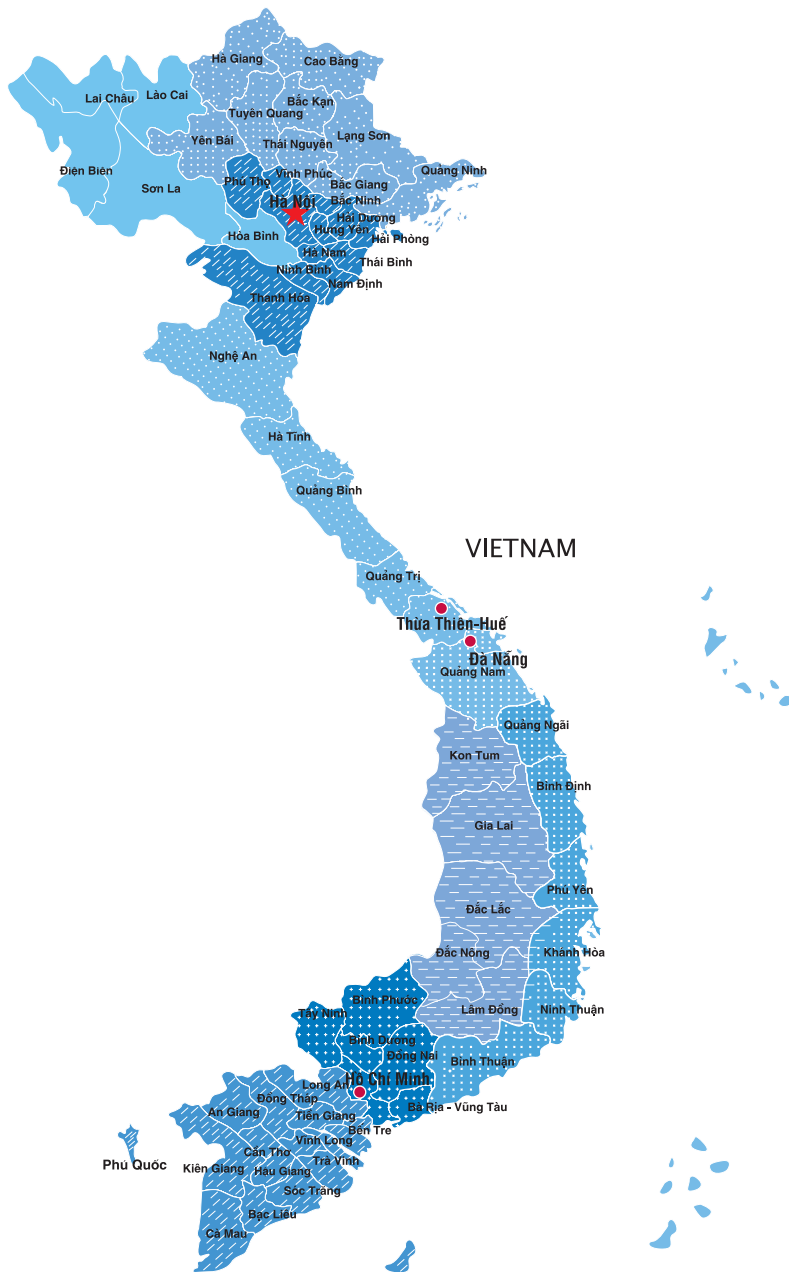 Hà Giang
Cao Bằng
Lai Châu
Lào Cai
Bắc Kạn
Tuyên Quang
Lạng Sơn
Yên Bái
Thái Nguyên
Điện Biên
Quảng Ninh
Vĩnh Phúc
Phú Thọ
Bắc Giang
Sơn La
Hà Nội
Bắc Ninh
Hải Dương
Hưng Yên
Hòa Bình
Hải Phòng
Hà Nam
Thái Bình
Ninh Bình
Nam Định
Thanh Hóa
Nghệ An
Hà Tĩnh
Quảng Bình
VIETNAM
Quảng Trị
Thừa Thiên-Huế
Đà Nẵng
Quảng Nam
Quảng Ngãi
Kon Tum
Bình Định
Gia Lai
Phú Yên
Đắc Lắc
Đắc Nông
Khánh Hòa
Bình Phước
Lâm Đồng
Ninh Thuận
Tây Ninh
Bình Dương
Đồng Nai
Bình Thuận
Hồ Chí Minh
Long An
Đồng Tháp
An Giang
Tiền Giang
Bà Rịa - Vũng Tàu
Bến Tre
Vĩnh Long
Cần Thơ
Trà Vinh
Phú Quốc
Kiên Giang
Hậu Giang
Sóc Trăng
Bạc Liêu
Cà Mau